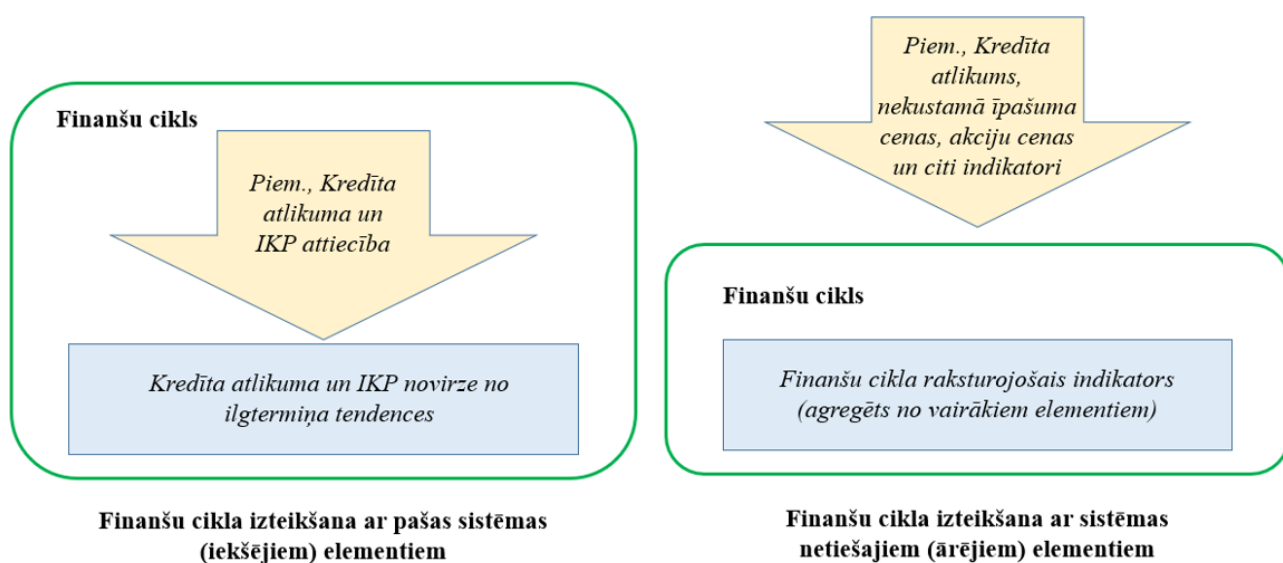 Finanšu cikls
Piem., Kredīta
atlikuma un
IKP attiecība
Kredīta atlikuma un IKP novirze no
ilgtermiņa tendences
Finanšu cikla izteikšana ar pašas sistēmas
(iekšējiem) elementiem
Piem., Kredīta
atlikums,
nekustamā īpašuma
cenas, akciju cenas
un citi indikatori
Finanšu cikls
Finanšu cikla raksturojošais indikators
(agregēts no vairākiem elementiem)
Finanšu cikla izteikšana ar sistēmas
netiešajiem (ārējiem) elementiem